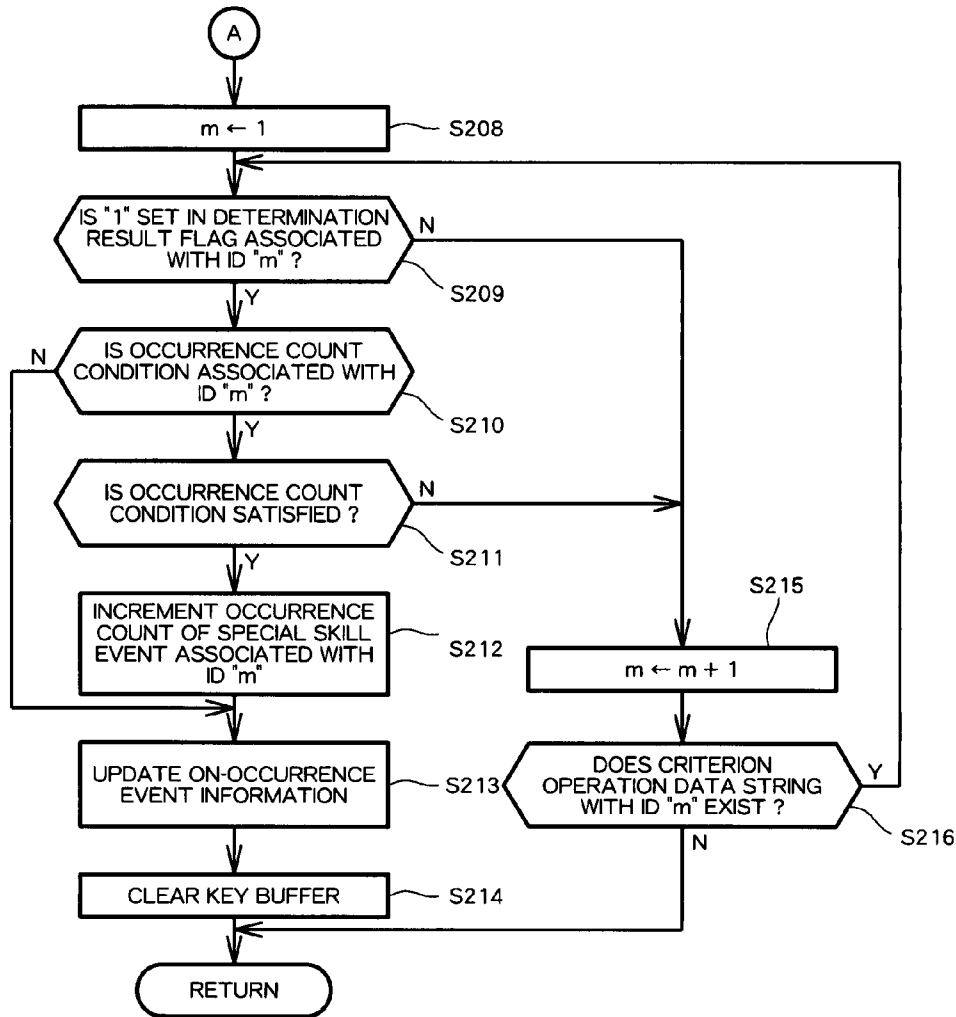 A
m ← 1
S208
IS "1" SET IN DETERMINATION
RESULT FLAG ASSOCIATED
WITH ID "m" ?
N
S209
Y
IS OCCURRENCE COUNT
CONDITION ASSOCIATED WITH
ID "m" ?
N
S210
Y
IS OCCURRENCE COUNT
CONDITION SATISFIED ?
N
S211
Y
INCREMENT OCCURRENCE
COUNT OF SPECIAL SKILL
EVENT ASSOCIATED WITH
ID "m"
S212
S215
m ← m + 1
UPDATE ON-OCCURRENCE
EVENT INFORMATION
S213
DOES CRITERION
OPERATION DATA STRING
WITH ID "m" EXIST ?
Y
S216
N
CLEAR KEY BUFFER
S214
RETURN